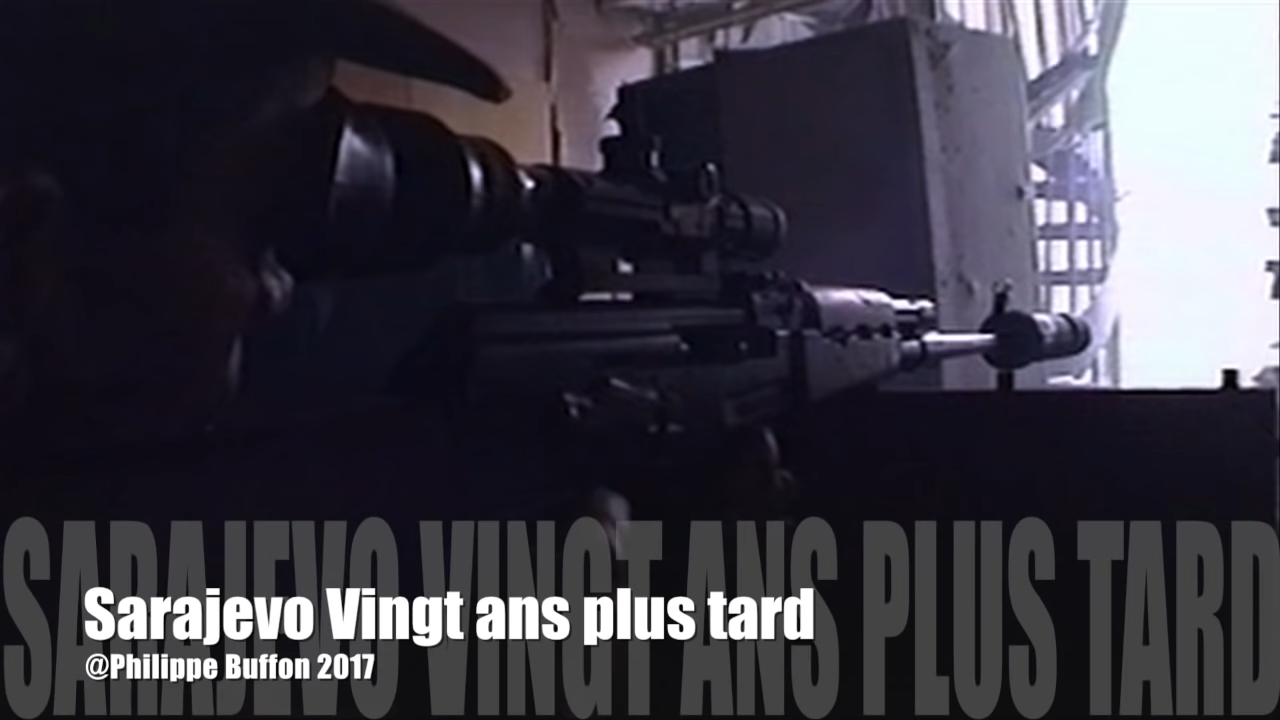 SARAJEVO VINGT ANS PLUS TARD
Sarajevo Vingt ans plus tard
@Philippe Buffon 2017